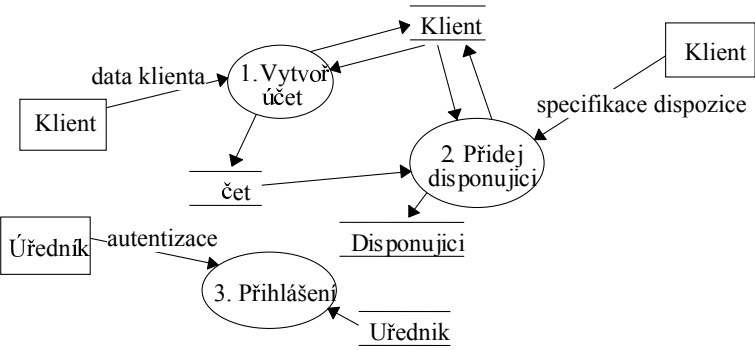 Klient
Klient
1. Vytvoř
účet
data klienta
specifikace dispozice
Klient
2. Přidej
disponujici
čet
Úředník
autentizace
Disponujici
3. Přihlášení
Uřednik